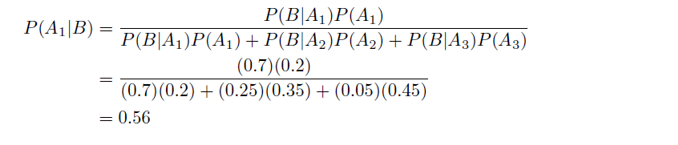 P(A₁|B) = P(B|A₁)P(A₁) / P(B|A₁)P(A₁) + P(B|A₂)P(A₂) + P(B|A₃)P(A₃)
= (0.7)(0.2) / (0.7)(0.2) + (0.25)(0.35) + (0.05)(0.45)
= 0.56